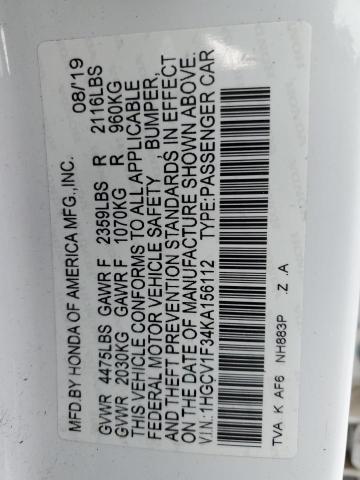 MFD BY HONDA OF AMERICA MFG.,INC. 08/19
GVWR 4475LBS GAWR F 2359LBS R 2116LBS
GVWR 2030KG GAWR F 1070KG R 960KG
THIS VEHICLE CONFORMS TO ALL APPLICABLE
FEDERAL MOTOR VEHICLE SAFETY , BUMPER,
AND THEFT PREVENTION STANDARDS IN EFFECT
ON THE DATE OF MANUFACTURE SHOWN ABOVE.
V.I.N.:1HGCV1F34KA156112 TYPE:PASSENGER CAR
TVA K AF6 NH883P .Z .A